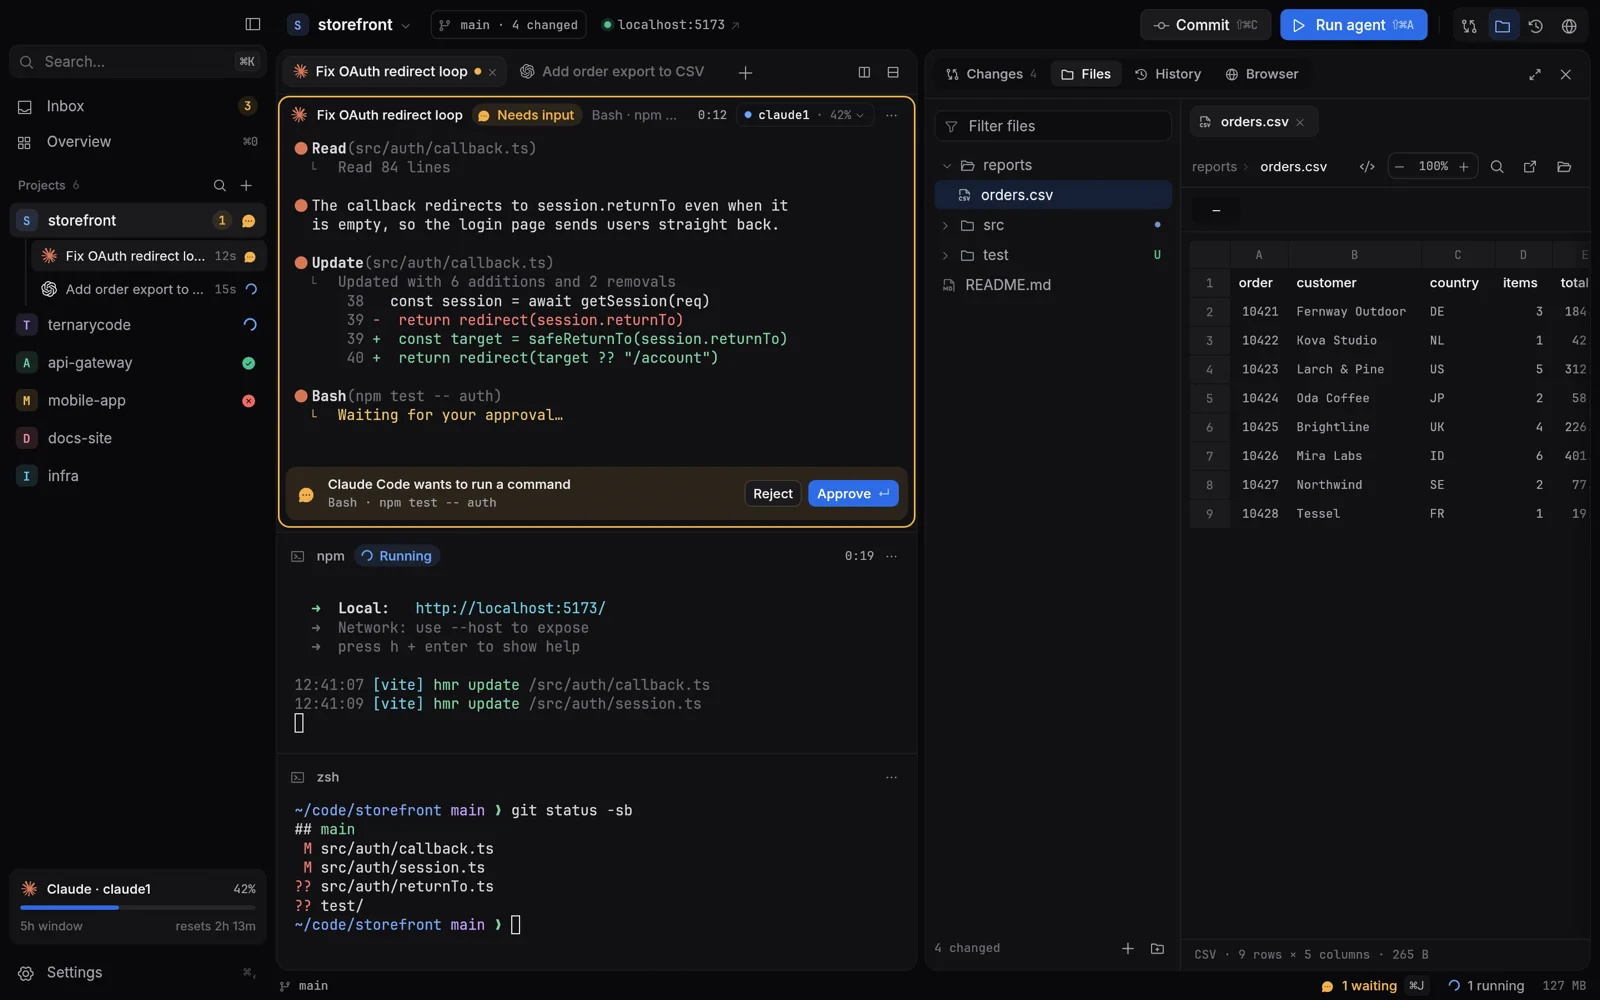 S storefront
main · 4 changed
localhost:5173
Commit ⇧⌘C
Run agent ⇧⌘A
Search... ⌘K
Inbox 3
Overview ⌘0
Projects 6
S storefront 1
Fix OAuth redirect lo... 12s
Add order export to ... 15s
T ternarycode
A api-gateway
M mobile-app
D docs-site
I infra
Claude · claude1 42%
5h window resets 2h 13m
Settings ⌘,
Fix OAuth redirect loop
Add order export to CSV
Fix OAuth redirect loop Needs input Bash · npm ... 0:12 claude1 · 42%
Read(src/auth/callback.ts)
└ Read 84 lines
The callback redirects to session.returnTo even when it
is empty, so the login page sends users straight back.
Update(src/auth/callback.ts)
└ Updated with 6 additions and 2 removals
38 const session = await getSession(req)
39 - return redirect(session.returnTo)
39 + const target = safeReturnTo(session.returnTo)
40 + return redirect(target ?? "/account")
Bash(npm test -- auth)
└ Waiting for your approval…
Claude Code wants to run a command
Bash · npm test -- auth
Reject
Approve ↵
npm Running 0:19
➜ Local: http://localhost:5173/
➜ Network: use --host to expose
➜ press h + enter to show help
12:41:07 [vite] hmr update /src/auth/callback.ts
12:41:09 [vite] hmr update /src/auth/session.ts
zsh
~/code/storefront main ❯ git status -sb
## main
M src/auth/callback.ts
M src/auth/session.ts
?? src/auth/returnTo.ts
?? test/
~/code/storefront main ❯
Changes 4
Files
History
Browser
Filter files
reports
orders.csv
src
test U
README.md
4 changed
orders.csv
reports › orders.csv
100%
A B C D E
1 order customer country items total
2 10421 Fernway Outdoor DE 3 184
3 10422 Kova Studio NL 1 42
4 10423 Larch & Pine US 5 312
5 10424 Oda Coffee JP 2 58
6 10425 Brightline UK 4 226
7 10426 Mira Labs ID 6 401
8 10427 Northwind SE 2 77
9 10428 Tessel FR 1 19
CSV · 9 rows × 5 columns · 265 B
main
1 waiting ⌘J
1 running
127 MB